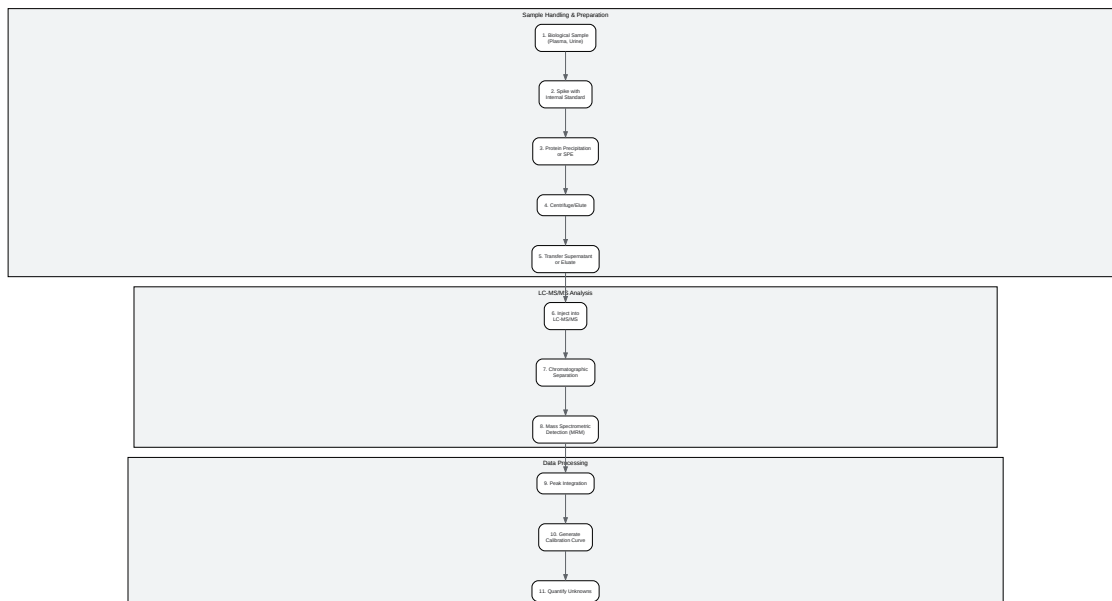 Sample Handling & Preparation
1. Biological Sample
(Plasma, Urine)
2. Spike with
Internal Standard
3. Protein Precipitation
or SPE
4. Centrifuge/Elute
5. Transfer Supernatant
or Eluate
LC-MS/MS Analysis
6. Inject into
LC-MS/MS
7. Chromatographic
Separation
8. Mass Spectrometric
Detection (MRM)
Data Processing
9. Peak Integration
10. Generate
Calibration Curve
11. Quantify Unknowns